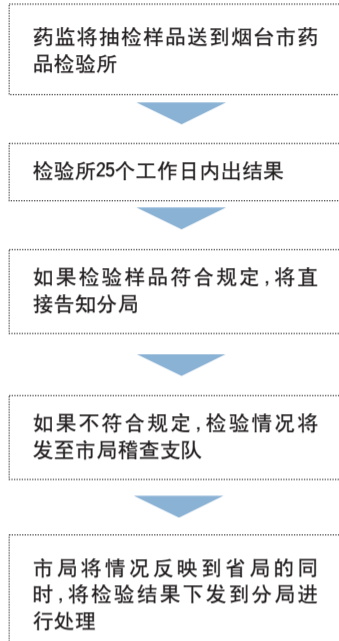 药监将抽检样品送到烟台市药
品检验所
检验所25个工作日内出结果
如果检验样品符合规定,将直
接告知分局
如果不符合规定,检验情况将
发至市局稽查支队
市局将情况反映到省局的同
时,将检验结果下发到分局进
行处理